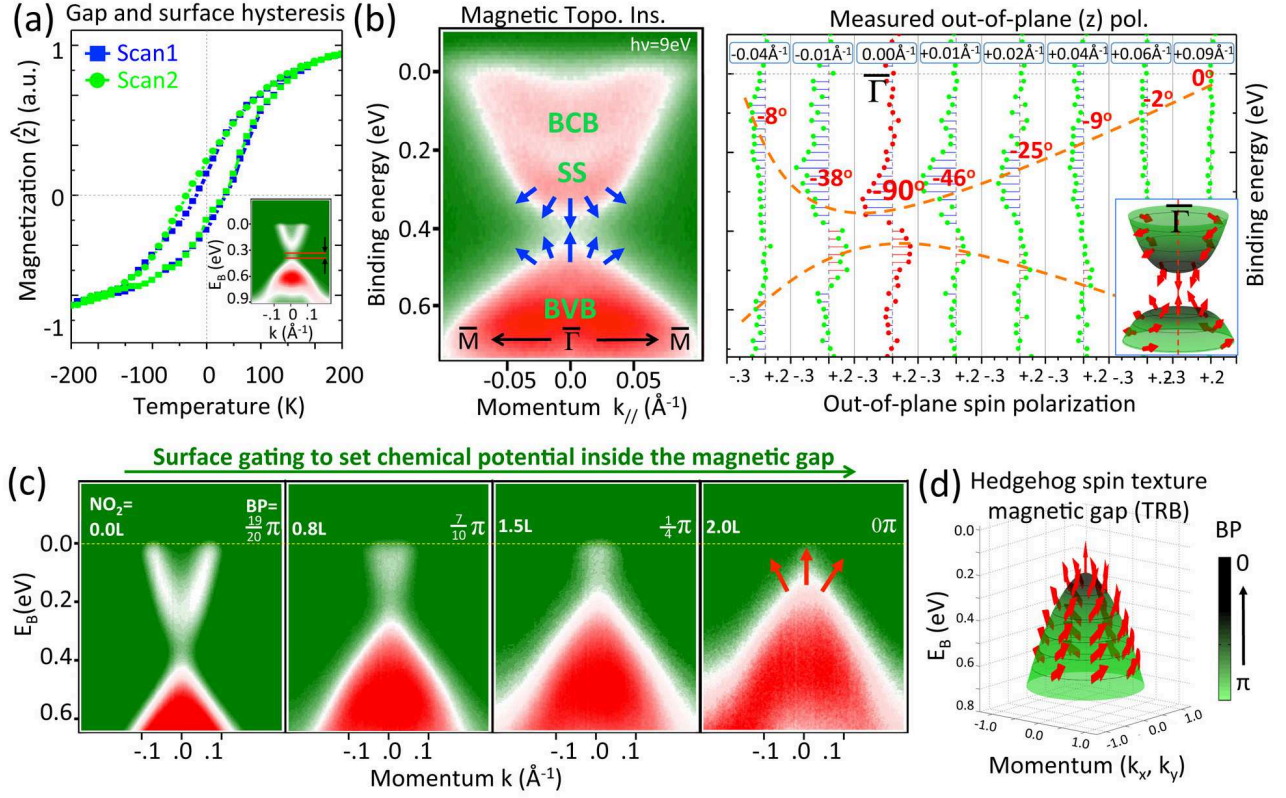 (a) Gap and surface hysteresis
Magnetization (ẑ) (a.u.)
1
0
-1
Scan1
Scan2
-200 -100 0 100 200
Temperature (K)
E_B (eV)
0.0
0.3
0.6
0.9
-.1 0 .1
k (Å⁻¹)
(b) Magnetic Topo. Ins.
hν=9eV
Binding energy (eV)
0.0
0.2
0.4
0.6
BCB
SS
BVB
M̅ Γ̅ M̅
-0.05 0.0 0.05
Momentum k_// (Å⁻¹)
Measured out-of-plane (z) pol.
-0.04Å⁻¹ -0.01Å⁻¹ 0.00Å⁻¹ +0.01Å⁻¹ +0.02Å⁻¹ +0.04Å⁻¹ +0.06Å⁻¹ +0.09Å⁻¹
Γ̅
-8° -38° -90° -46° -25° -9° -2° 0°
Γ̅
Binding energy (eV)
-.3 +.2 -.3 +.2 -.3 +.2 -.3 +.2 -.3 +.2 -.3 +.2 -.3 +.2 -.3 +.2
Out-of-plane spin polarization
Surface gating to set chemical potential inside the magnetic gap
(c)
E_B(eV)
0.0
0.2
0.4
0.6
NO₂=
0.0L
BP=
19/20 π
0.8L
7/10 π
1.5L
1/4 π
2.0L
0π
-.1 .0 .1 -.1 .0 .1 -.1 .0 .1 -.1 .0 .1
Momentum k (Å⁻¹)
(d) Hedgehog spin texture
magnetic gap (TRB)
BP
0
π
E_B (eV)
0.0
0.2
0.4
0.6
0.8
-1.0 0.0 1.0
-1.0 0.0 1.0
Momentum (k_x, k_y)